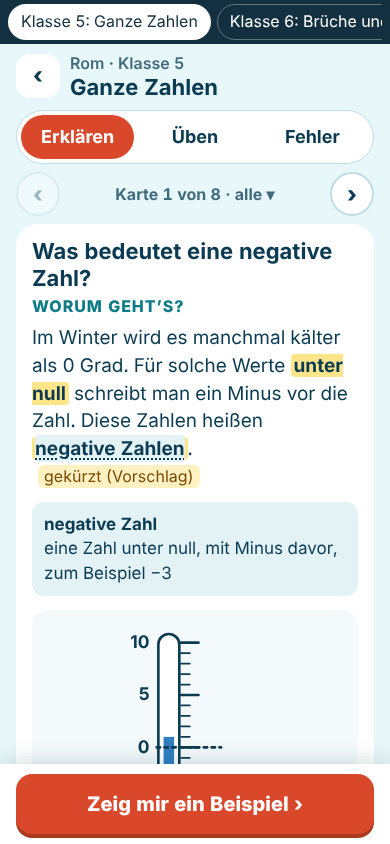 Klasse 5: Ganze Zahlen
Klasse 6: Brüche und
‹
Rom · Klasse 5
Ganze Zahlen
Erklären
Üben
Fehler
‹
Karte 1 von 8 · alle ▾
›
Was bedeutet eine negative
Zahl?
WORUM GEHT'S?
Im Winter wird es manchmal kälter
als 0 Grad. Für solche Werte unter
null schreibt man ein Minus vor die
Zahl. Diese Zahlen heißen
negative Zahlen.
gekürzt (Vorschlag)
negative Zahl
eine Zahl unter null, mit Minus davor,
zum Beispiel −3
10
5
0
Zeig mir ein Beispiel ›